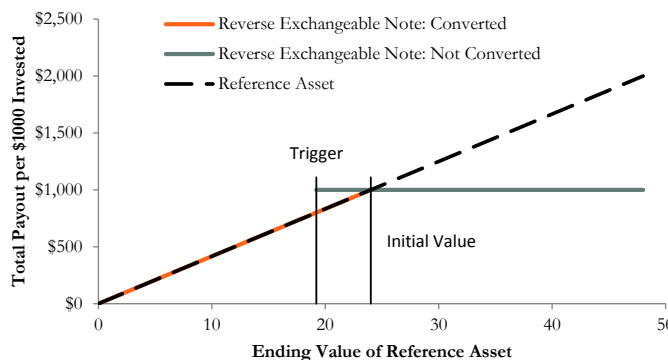 $2,500
Reverse Exchangeable Note: Converted
Reverse Exchangeable Note: Not Converted
Reference Asset
$2,000
$1,500
Trigger
$1,000
Initial Value
$500
$0
Total Payout per $1000 Invested
0 10 20 30 40 50
Ending Value of Reference Asset